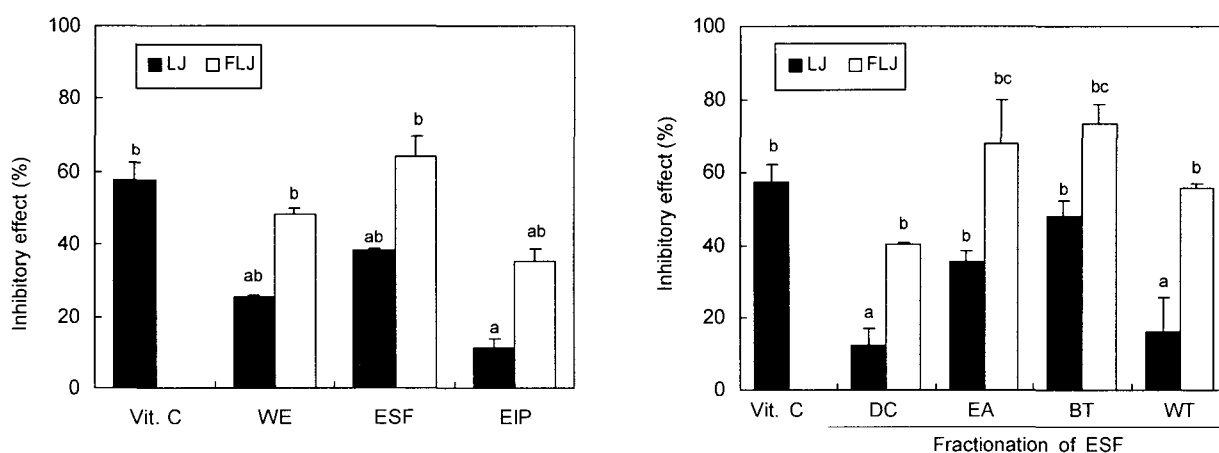 100
80
60
40
20
0
Inhibitory effect (%)
LJ FLJ
b
ab
b
ab
b
a
ab
Vit. C WE ESF EIP
100
80
60
40
20
0
Inhibitory effect (%)
LJ FLJ
b
a
b
b
bc
b
bc
a
b
Vit. C DC EA BT WT
Fractionation of ESF